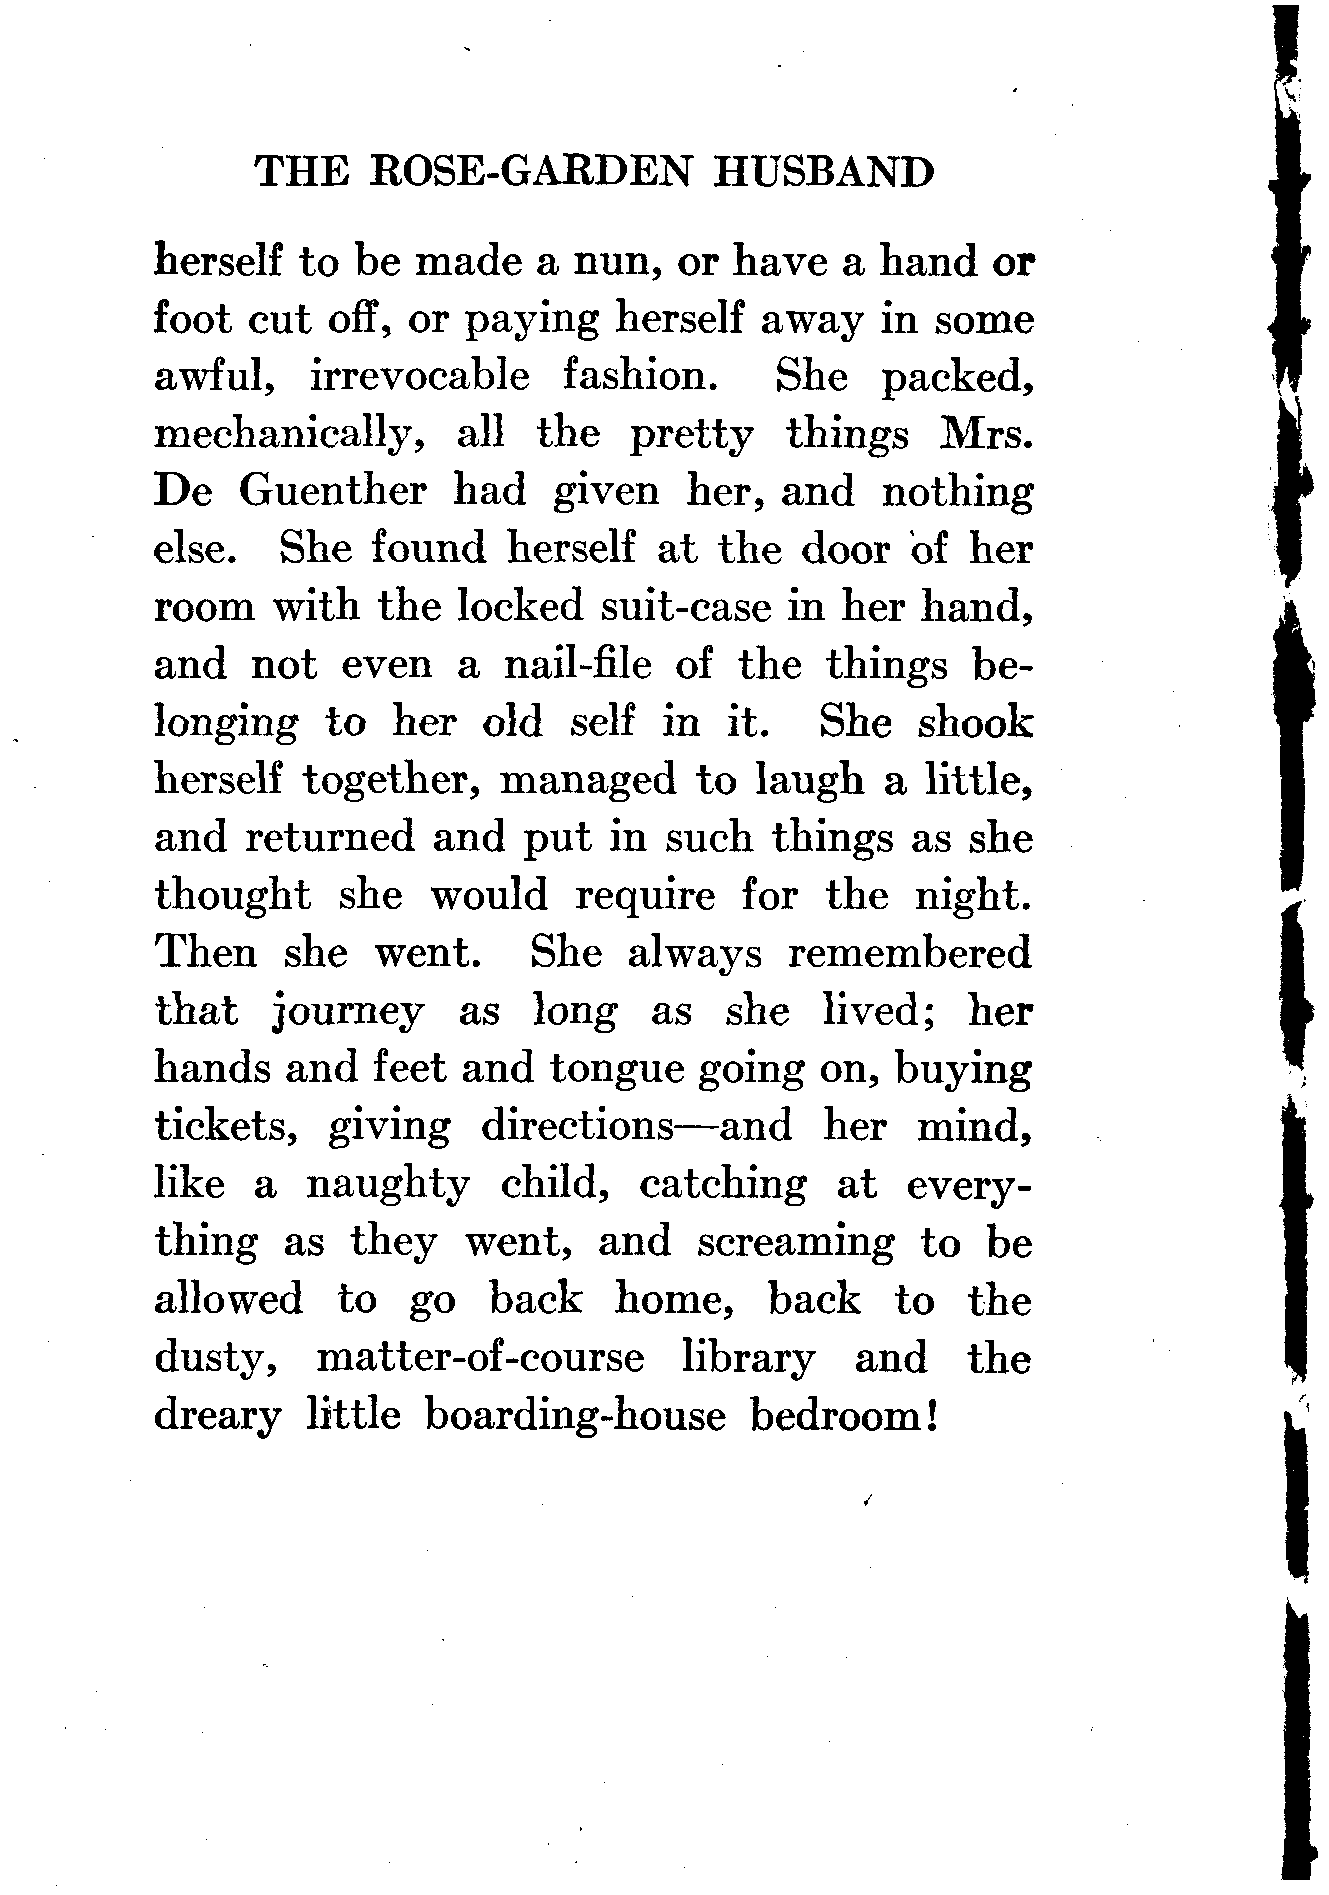 THE ROSE-GARDEN HUSBAND
herself to be made a nun, or have a hand or
foot cut off, or paying herself away in some
awful, irrevocable fashion. She packed,
mechanically, all the pretty things Mrs.
De Guenther had given her, and nothing
else. She found herself at the door of her
room with the locked suit-case in her hand,
and not even a nail-file of the things be-
longing to her old self in it. She shook
herself together, managed to laugh a little,
and returned and put in such things as she
thought she would require for the night.
Then she went. She always remembered
that journey as long as she lived; her
hands and feet and tongue going on, buying
tickets, giving directions—and her mind,
like a naughty child, catching at every-
thing as they went, and screaming to be
allowed to go back home, back to the
dusty, matter-of-course library and the
dreary little boarding-house bedroom!